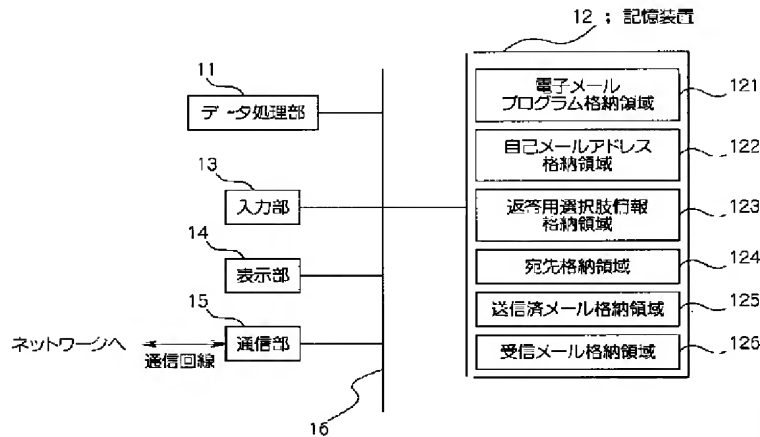 12 ; 記憶装置
11
データ処理部
電子メール
プログラム格納領域
121
自己メールアドレス
格納領域
122
13
入力部
返答用選択肢情報
格納領域
123
14
表示部
宛先格納領域
124
15
通信部
送信済メール格納領域
125
ネットワークへ
通信回線
受信メール格納領域
126
16